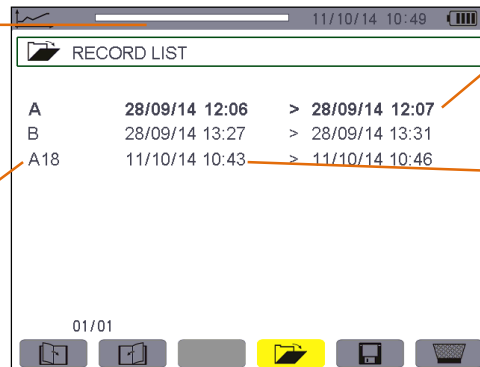 11/10/14 10:49
RECORD LIST
A 28/09/14 12:06 > 28/09/14 12:07
B 28/09/14 13:27 > 28/09/14 13:31
A18 11/10/14 10:43 > 11/10/14 10:46
01/01